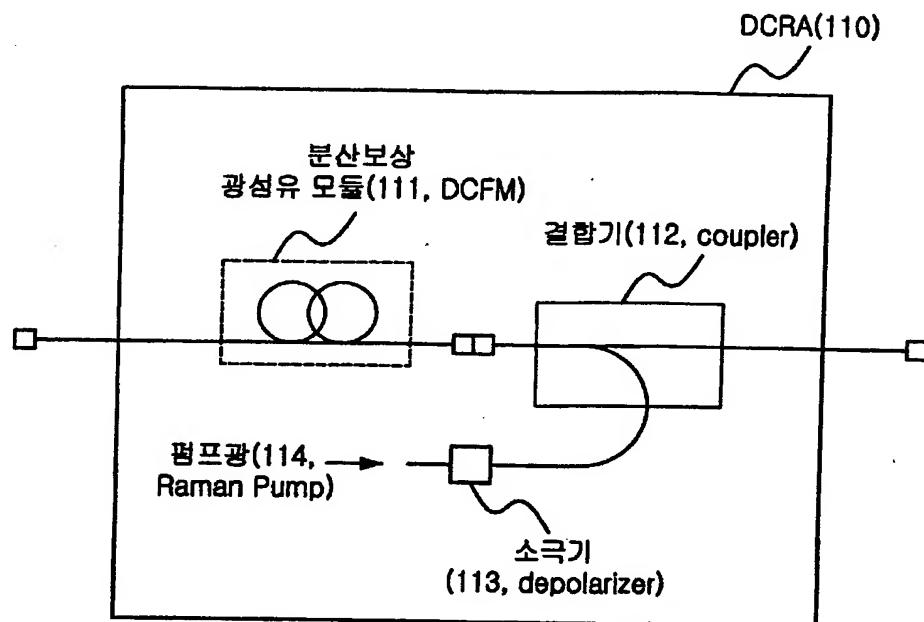 DCRA(110)
분산보상
광섬유 모듈(111, DCFM)
결합기(112, coupler)
펌프광(114,
Raman Pump)
소극기
(113, depolarizer)